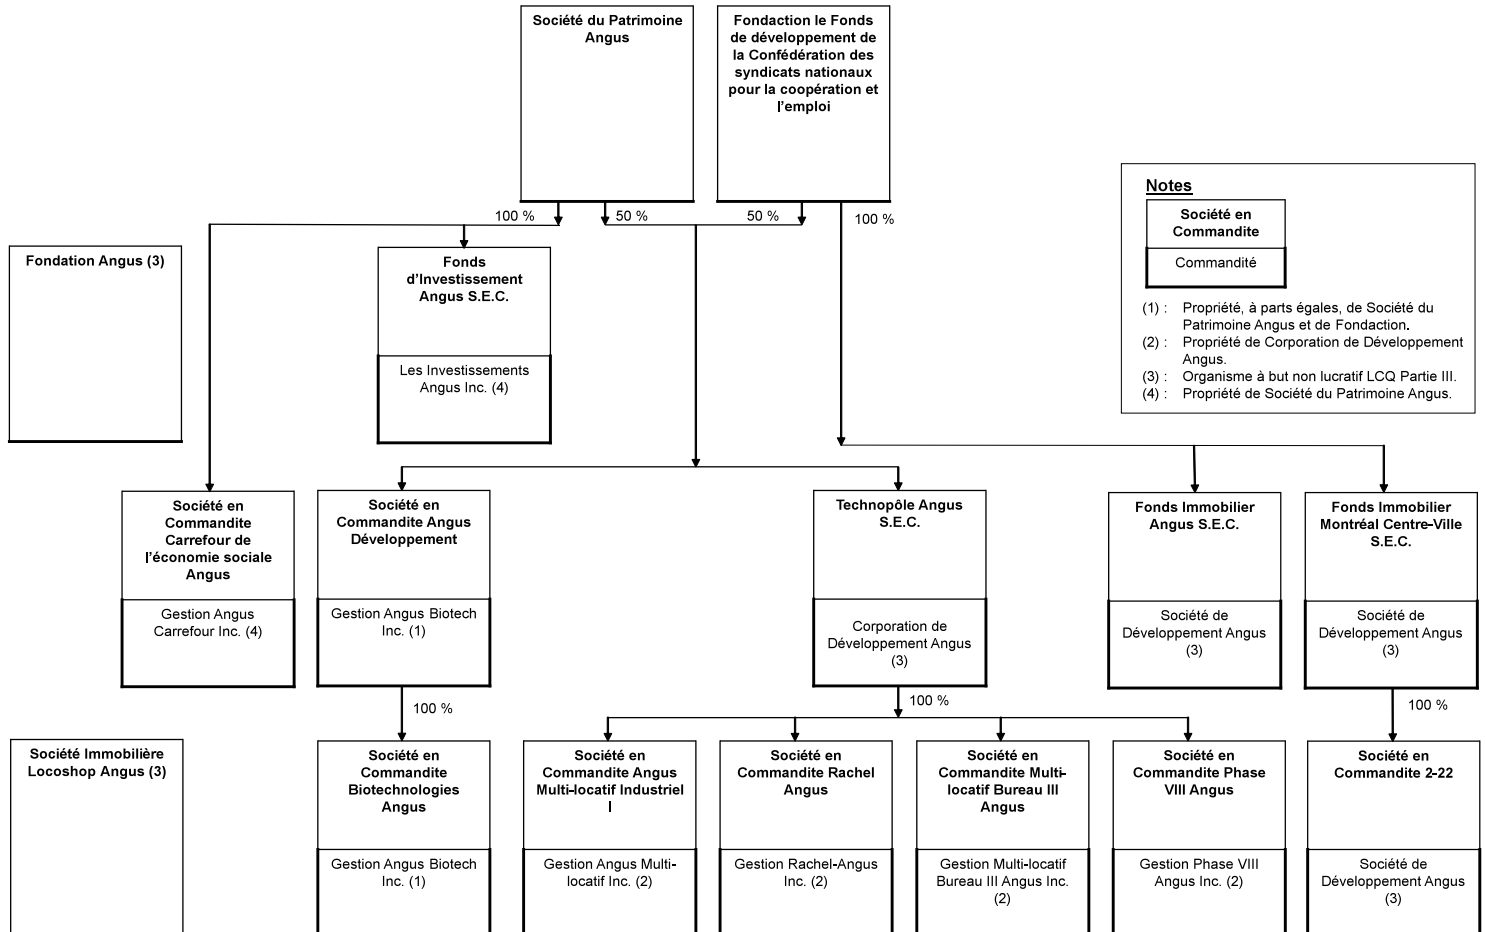 Société du Patrimoine
Angus
Fondaction le Fonds
de développement de
la Confédération des
syndicats nationaux
pour la coopération et
l'emploi
100 %
50 %
50 %
100 %
Notes
Société en
Commandite
Commandité
(1) : Propriété, à parts égales, de Société du
Patrimoine Angus et de Fondaction.
(2) : Propriété de Corporation de Développement
Angus.
(3) : Organisme à but non lucratif LCQ Partie III.
(4) : Propriété de Société du Patrimoine Angus.
Fondation Angus (3)
Fonds
d'Investissement
Angus S.E.C.
Les Investissements
Angus Inc. (4)
Société en
Commandite
Carrefour de
l'économie sociale
Angus
Gestion Angus
Carrefour Inc. (4)
Société en
Commandite Angus
Développement
Gestion Angus Biotech
Inc. (1)
Technopôle Angus
S.E.C.
Corporation de
Développement Angus
(3)
Fonds Immobilier
Angus S.E.C.
Société de
Développement Angus
(3)
Fonds Immobilier
Montréal Centre-Ville
S.E.C.
Société de
Développement Angus
(3)
100 %
100 %
100 %
Société Immobilière
Locoshop Angus (3)
Société en
Commandite
Biotechnologies
Angus
Gestion Angus Biotech
Inc. (1)
Société en
Commandite Angus
Multi-locatif Industriel
I
Gestion Angus Multi-
locatif Inc. (2)
Société en
Commandite Rachel
Angus
Gestion Rachel-Angus
Inc. (2)
Société en
Commandite Multi-
locatif Bureau III
Angus
Gestion Multi-locatif
Bureau III Angus Inc.
(2)
Société en
Commandite Phase
VIII Angus
Gestion Phase VIII
Angus Inc. (2)
Société en
Commandite 2-22
Société de
Développement Angus
(3)